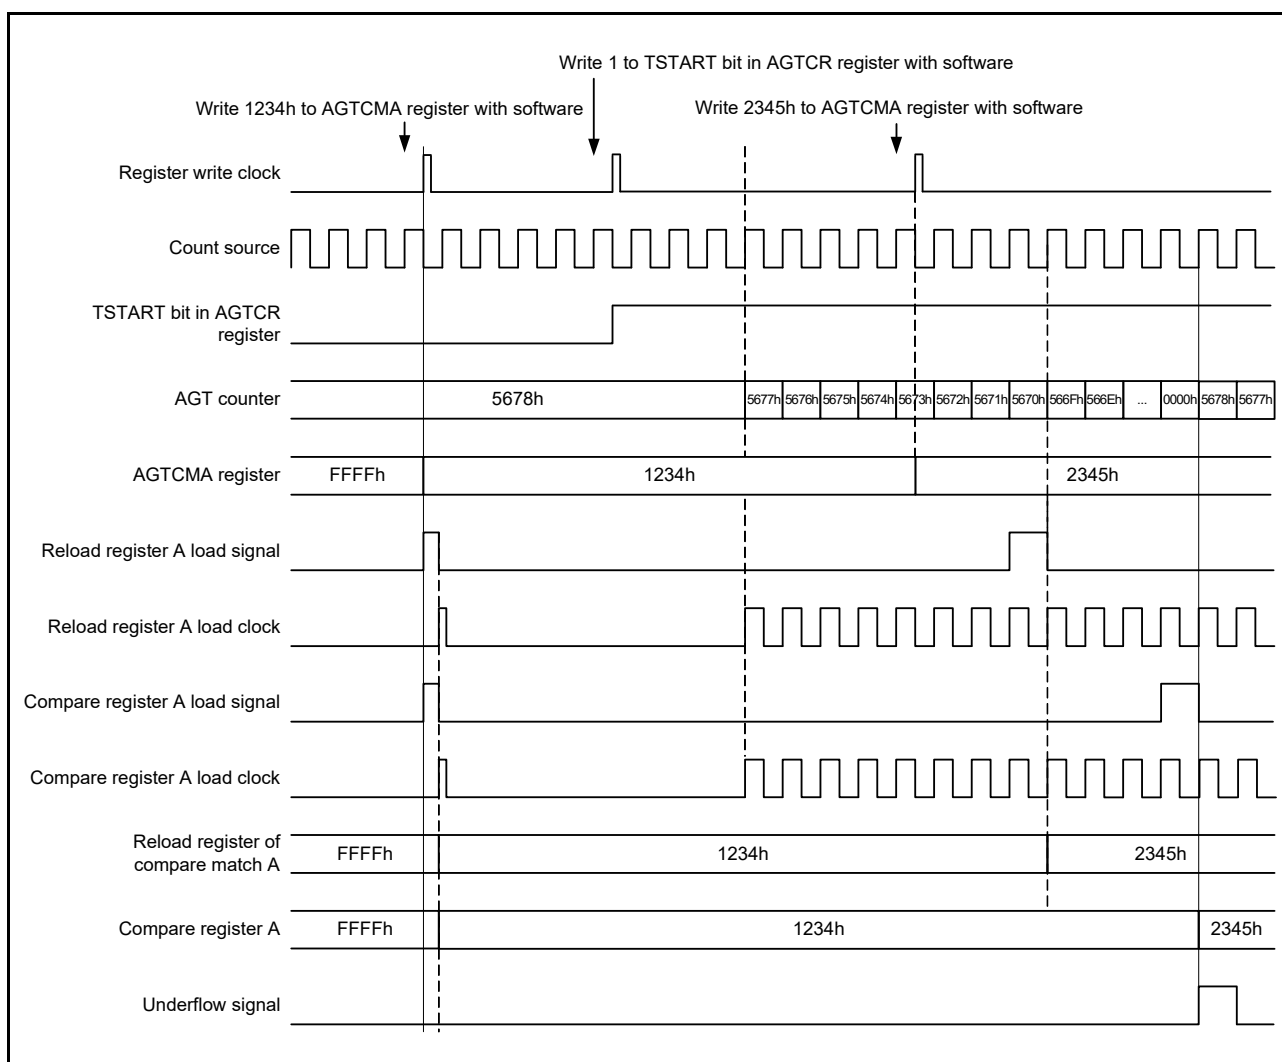 Write 1 to TSTART bit in AGTCR register with software
Write 1234h to AGTCMA register with software
Write 2345h to AGTCMA register with software
Register write clock
Count source
TSTART bit in AGTCR
register
AGT counter
5678h
5677h 5676h 5675h 5674h 5673h 5672h 5671h 5670h 566Fh 566Eh ... 0000h 5678h 5677h
AGTCMA register
FFFFh
1234h
2345h
Reload register A load signal
Reload register A load clock
Compare register A load signal
Compare register A load clock
Reload register of
compare match A
FFFFh
1234h
2345h
Compare register A
FFFFh
1234h
2345h
Underflow signal